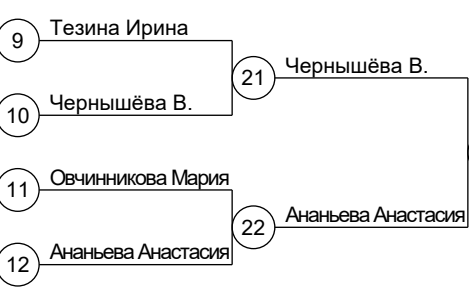 Тезина Ирина
9
Чернышёва В.
21
Чернышёва В.
10
Овчинникова Мария
11
Ананьева Анастасия
22
Ананьева Анастасия
12